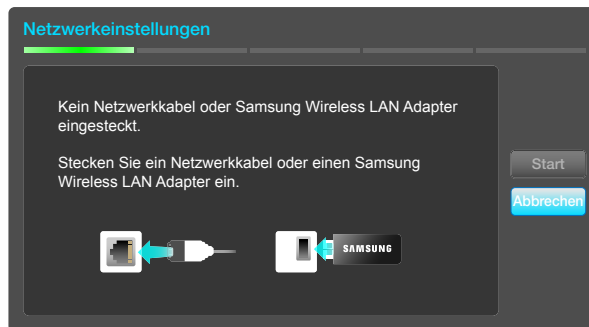 Netzwerkeinstellungen
Kein Netzwerkkabel oder Samsung Wireless LAN Adapter
eingesteckt.
Stecken Sie ein Netzwerkkabel oder einen Samsung
Wireless LAN Adapter ein.
Start
Abbrechen
SAMSUNG